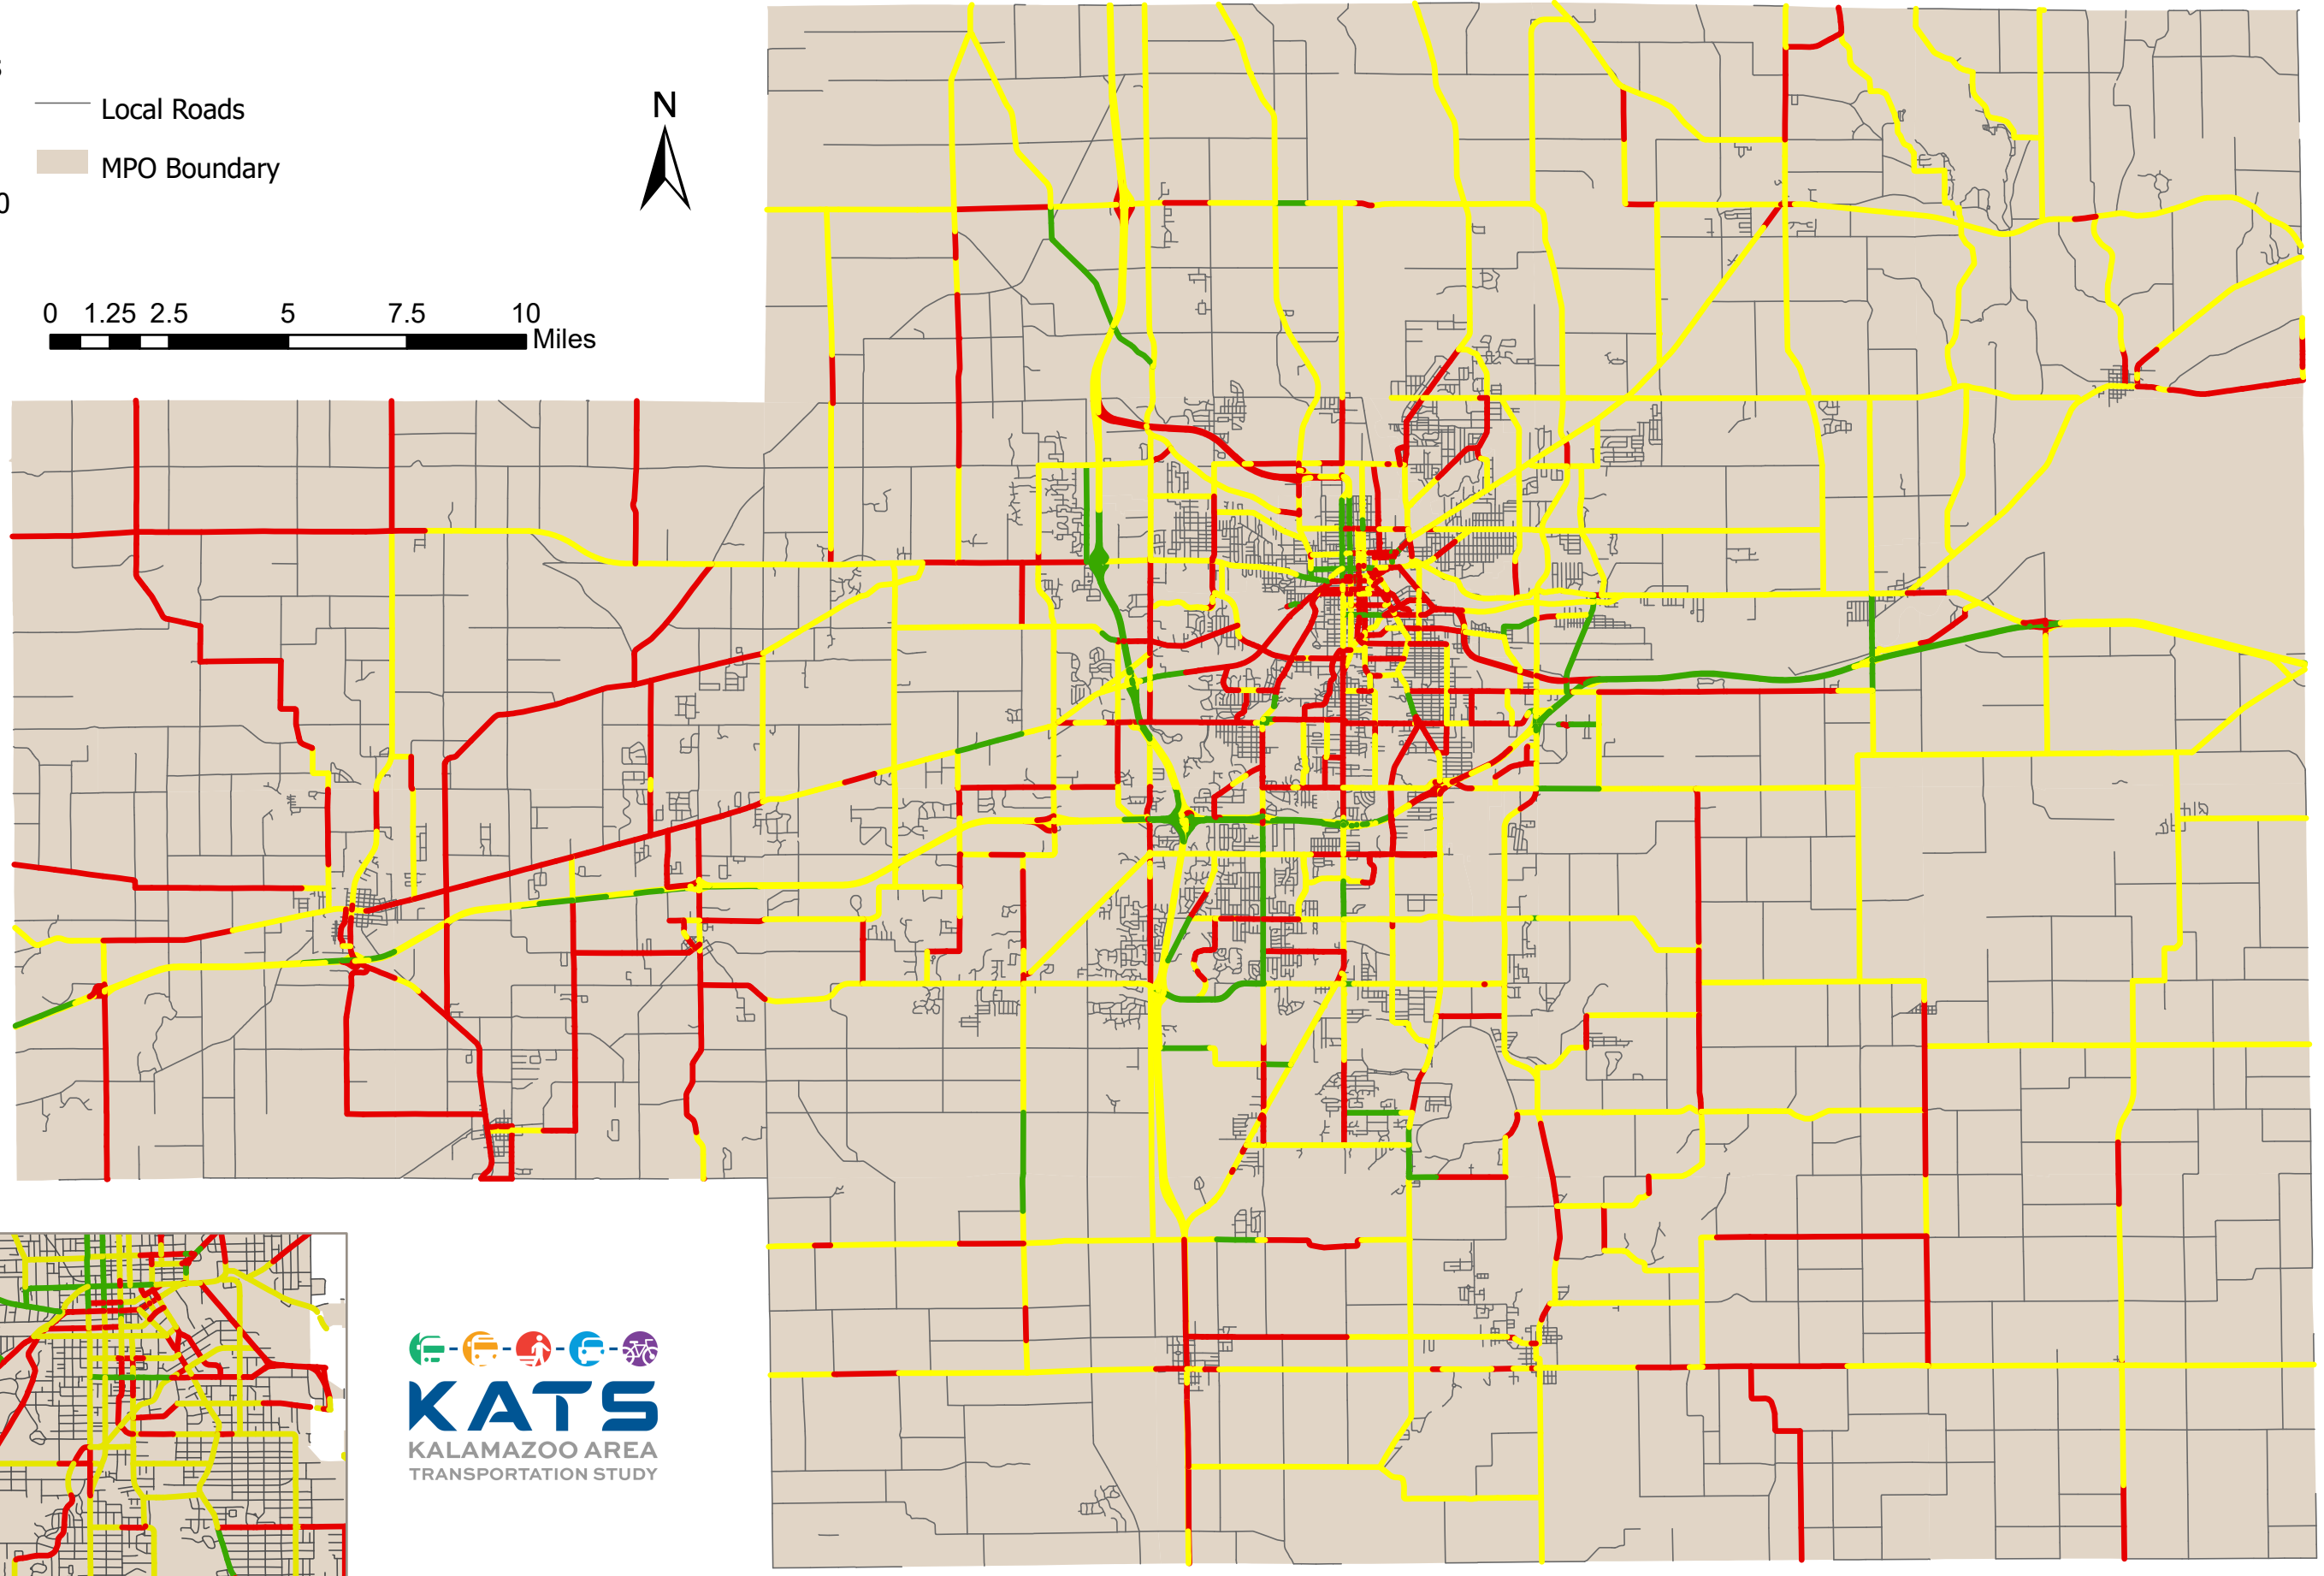 Local Roads
MPO Boundary
0
N
0 1.25 2.5 5 7.5 10
Miles
KATS
KALAMAZOO AREA
TRANSPORTATION STUDY